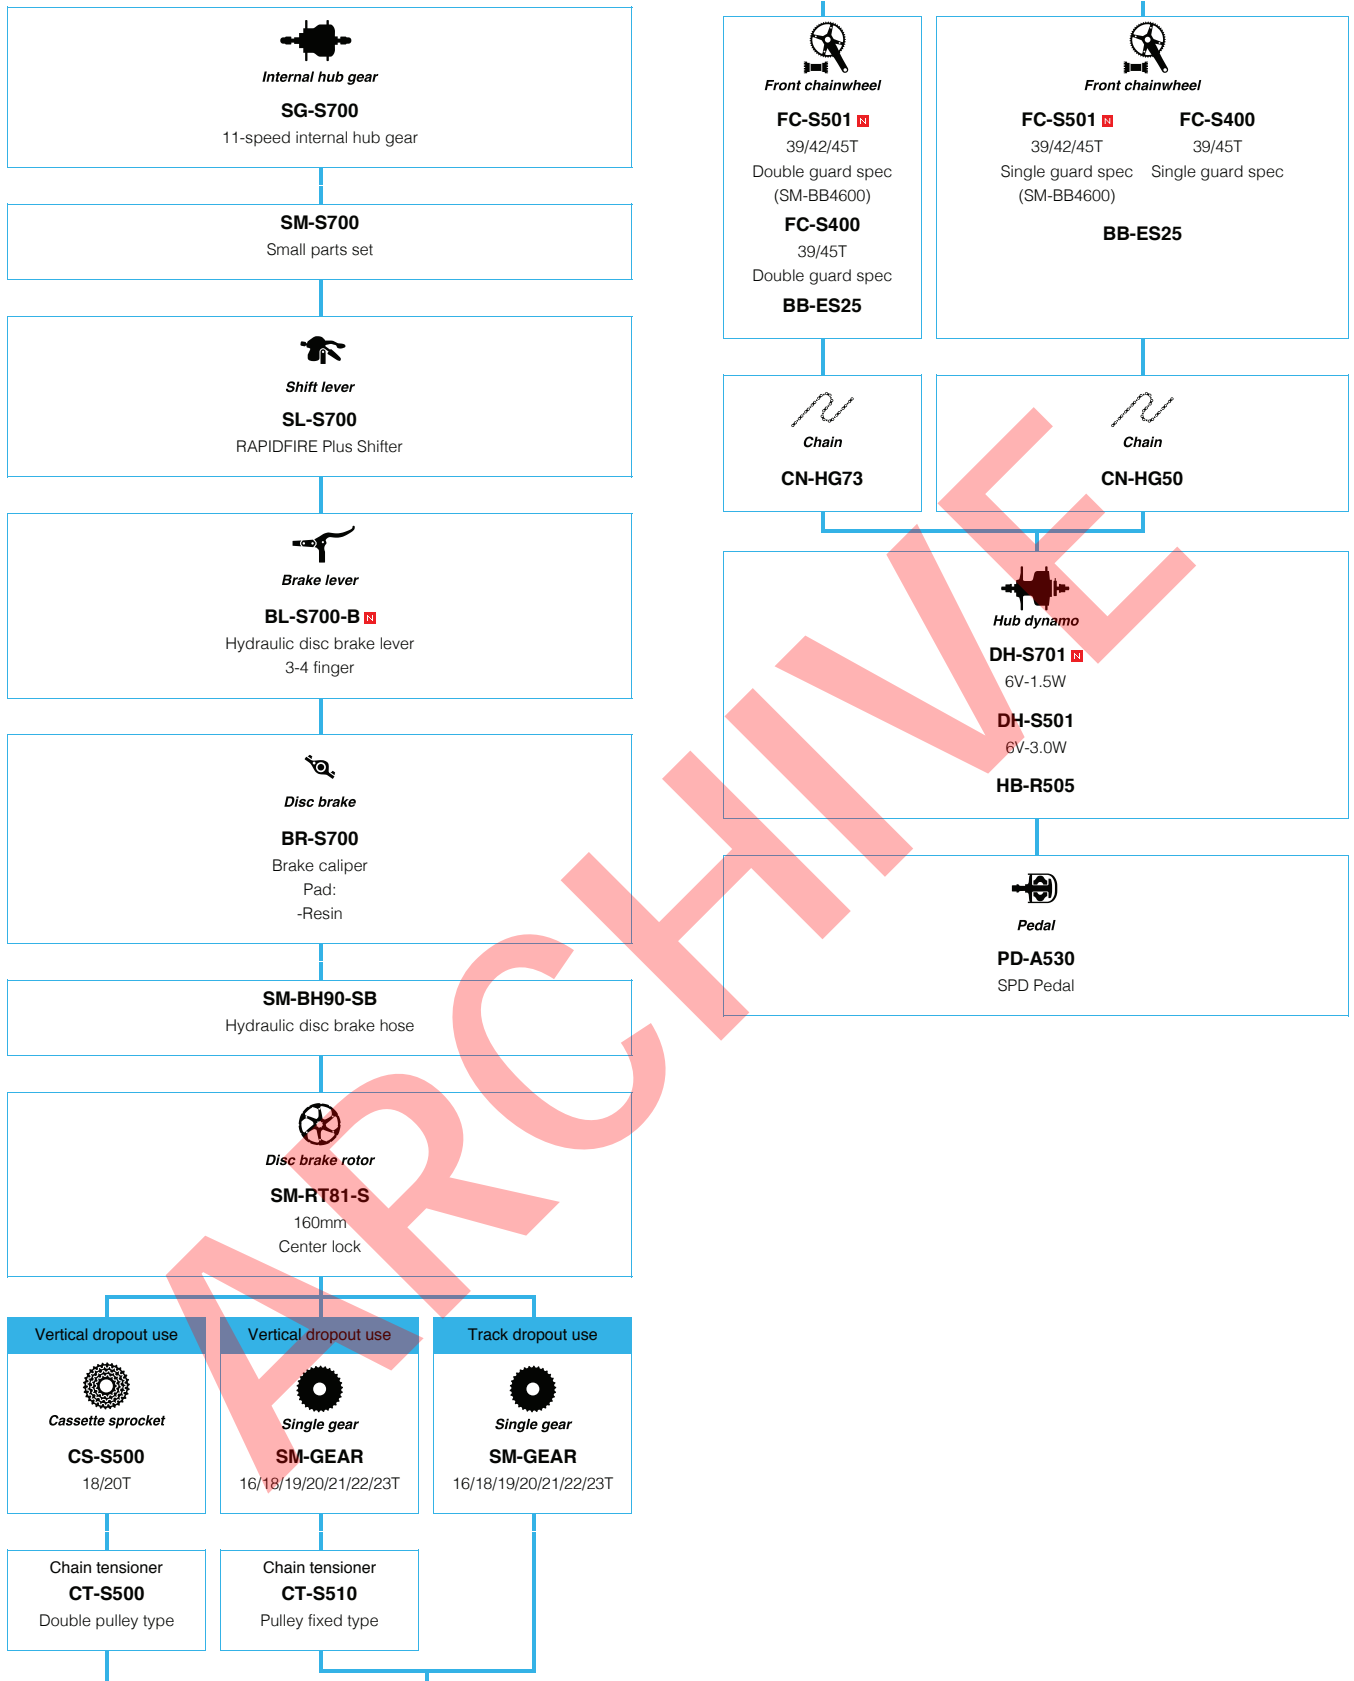 Internal hub gear
SG-S700
11-speed internal hub gear
SM-S700
Small parts set
Shift lever
SL-S700
RAPIDFIRE Plus Shifter
Brake lever
BL-S700-B N
Hydraulic disc brake lever
3-4 finger
Disc brake
BR-S700
Brake caliper
Pad:
-Resin
SM-BH90-SB
Hydraulic disc brake hose
Disc brake rotor
SM-RT81-S
160mm
Center lock
Vertical dropout use
Cassette sprocket
CS-S500
18/20T
Chain tensioner
CT-S500
Double pulley type
Vertical dropout use
Single gear
SM-GEAR
16/18/19/20/21/22/23T
Chain tensioner
CT-S510
Pulley fixed type
Track dropout use
Single gear
SM-GEAR
16/18/19/20/21/22/23T
Front chainwheel
FC-S501 N
39/42/45T
Double guard spec
(SM-BB4600)
FC-S400
39/45T
Double guard spec
BB-ES25
Chain
CN-HG73
Front chainwheel
FC-S501 N
39/42/45T
Single guard spec
(SM-BB4600)
FC-S400
39/45T
Single guard spec
BB-ES25
Chain
CN-HG50
Hub dynamo
DH-S701 N
6V-1.5W
DH-S501
6V-3.0W
HB-R505
Pedal
PD-A530
SPD Pedal
ARCHIVE